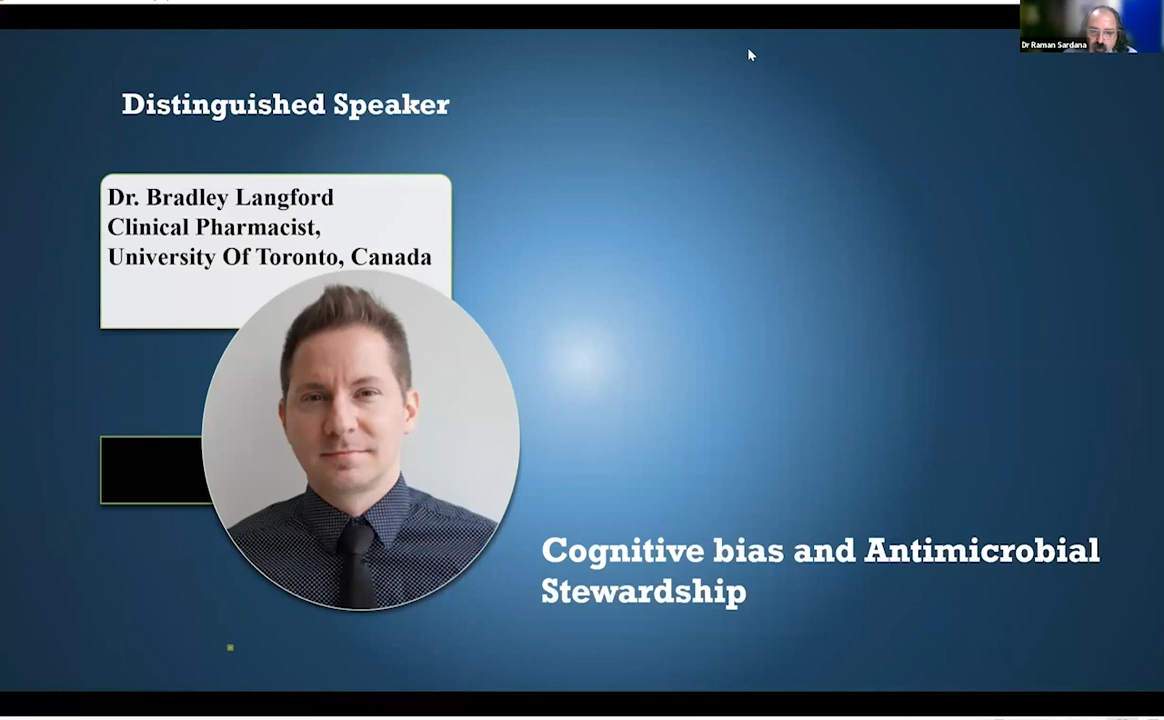 Dr Raman Sardana
Distinguished Speaker
Dr. Bradley Langford
Clinical Pharmacist,
University Of Toronto, Canada
Cognitive bias and Antimicrobial
Stewardship